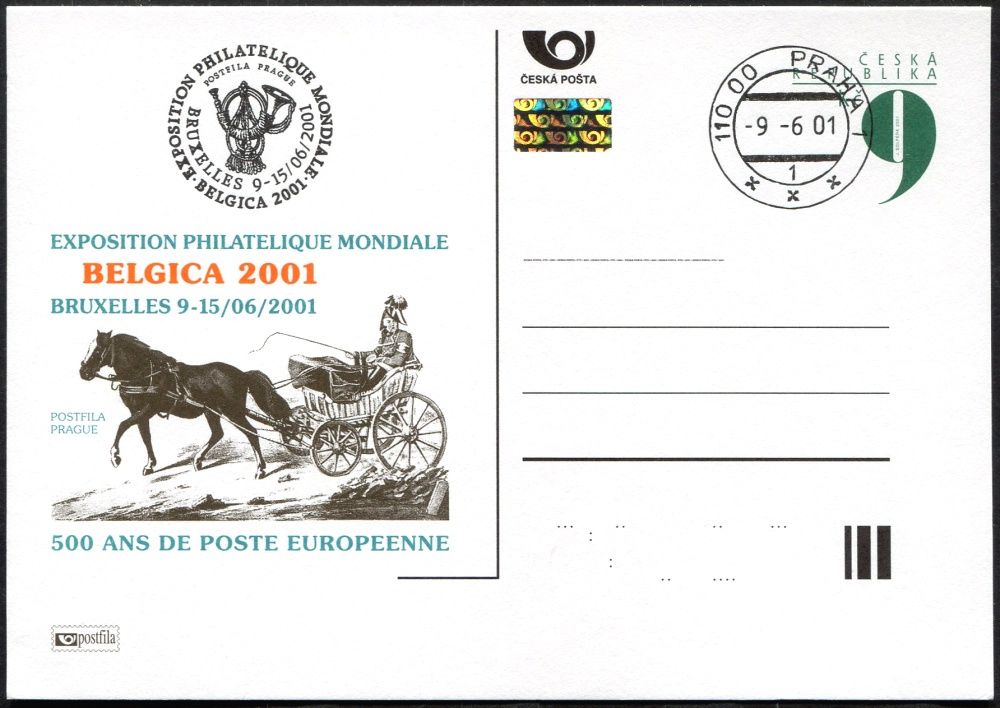 EXPOSITION PHILATELIQUE MONDIALE
POSTFILA PRAGUE
BRUXELLES 9-15/06/2001
· BELGICA 2001 ·
EXPOSITION PHILATELIQUE MONDIALE
BELGICA 2001
BRUXELLES 9-15/06/2001
POSTFILA
PRAGUE
500 ANS DE POSTE EUROPEENNE
postfila
ČESKÁ POŠTA
110 00 PRAHA 1
-9 -6 01
1
ČESKÁ
REPUBLIKA